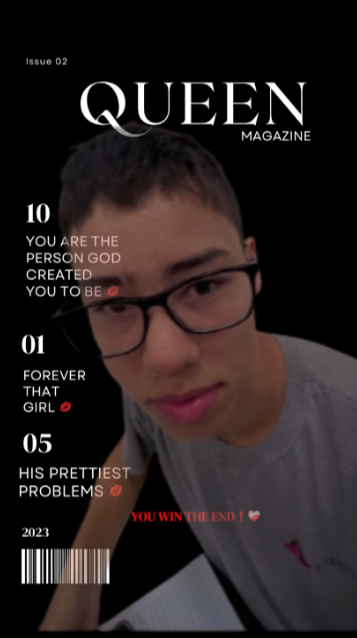 Issue 02
QUEEN
MAGAZINE
10
YOU ARE THE
PERSON GOD
CREATED
YOU TO BE 💋
01
FOREVER
THAT
GIRL 💋
05
HIS PRETTIEST
PROBLEMS 💋
YOU WIN THE END ! ❤️‍🩹
2023